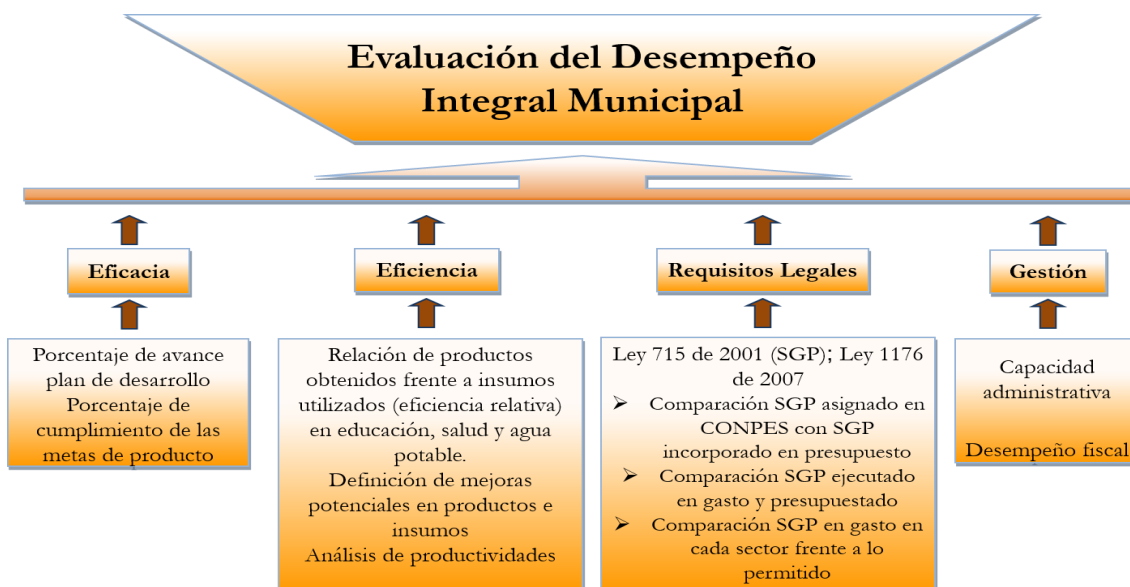 Evaluación del Desempeño
Integral Municipal
Eficacia
Eficiencia
Requisitos Legales
Gestión
Porcentaje de avance
plan de desarrollo
Porcentaje de
cumplimiento de las
metas de producto
Relación de productos
obtenidos frente a insumos
utilizados (eficiencia relativa)
en educación, salud y agua
potable.
Definición de mejoras
potenciales en productos e
insumos
Análisis de productividades
Ley 715 de 2001 (SGP); Ley 1176
de 2007
➢ Comparación SGP asignado en
CONPES con SGP
incorporado en presupuesto
➢ Comparación SGP ejecutado
en gasto y presupuestado
➢ Comparación SGP en gasto en
cada sector frente a lo
permitido
Capacidad
administrativa
Desempeño fiscal